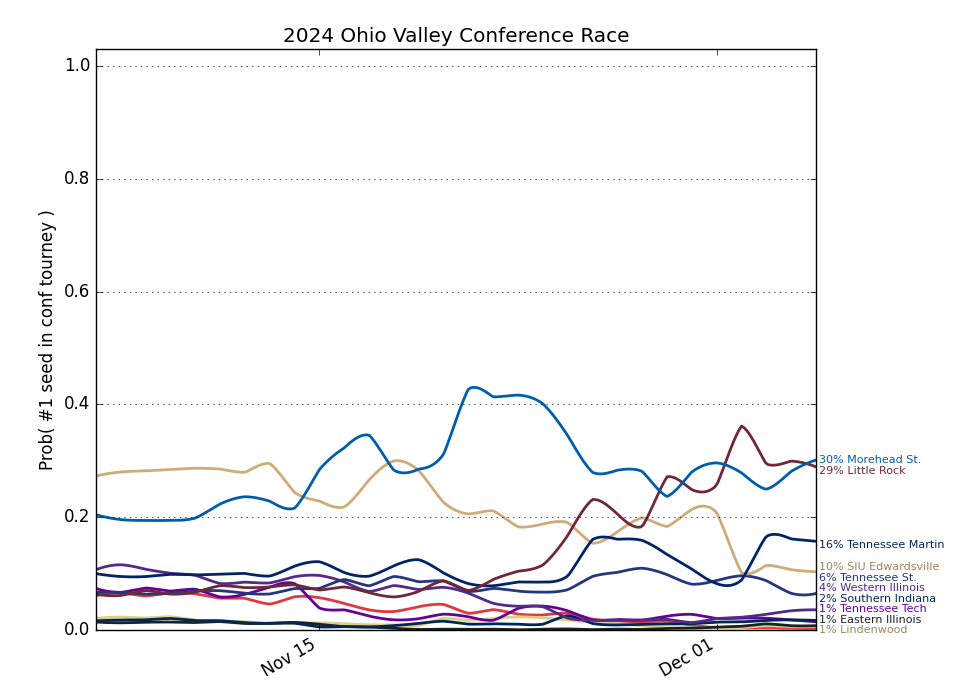 2024 Ohio Valley Conference Race
Prob( #1 seed in conf tourney )
1.0
0.8
0.6
0.4
0.2
0.0
Nov 15
Dec 01
30% Morehead St.
29% Little Rock
16% Tennessee Martin
10% SIU Edwardsville
6% Tennessee St.
4% Western Illinois
2% Southern Indiana
1% Tennessee Tech
1% Eastern Illinois
1% Lindenwood